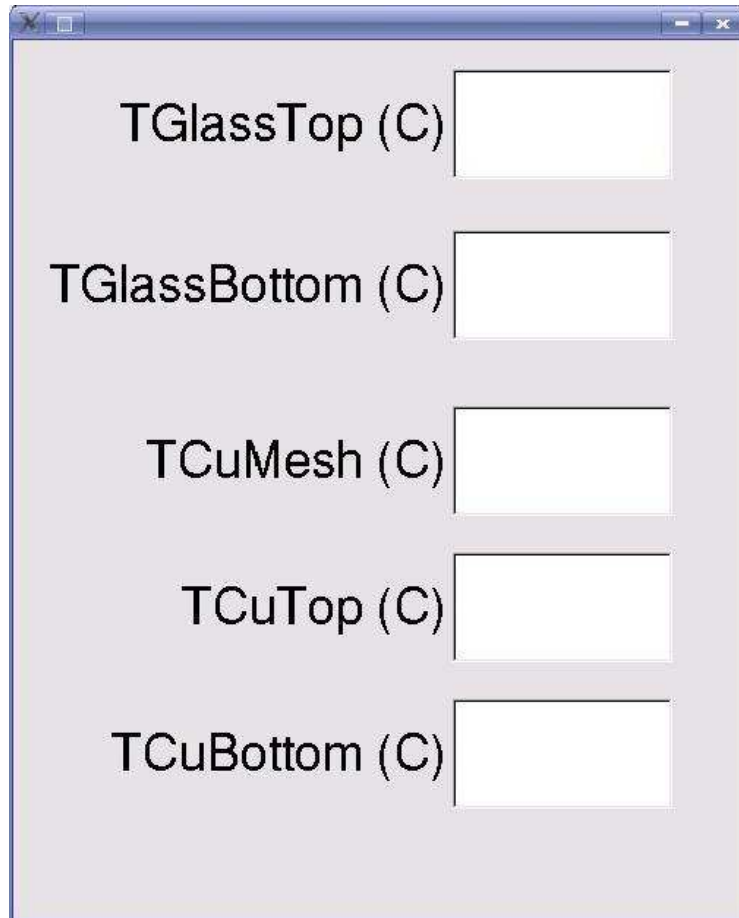 TGlassTop (C)
TGlassBottom (C)
TCuMesh (C)
TCuTop (C)
TCuBottom (C)